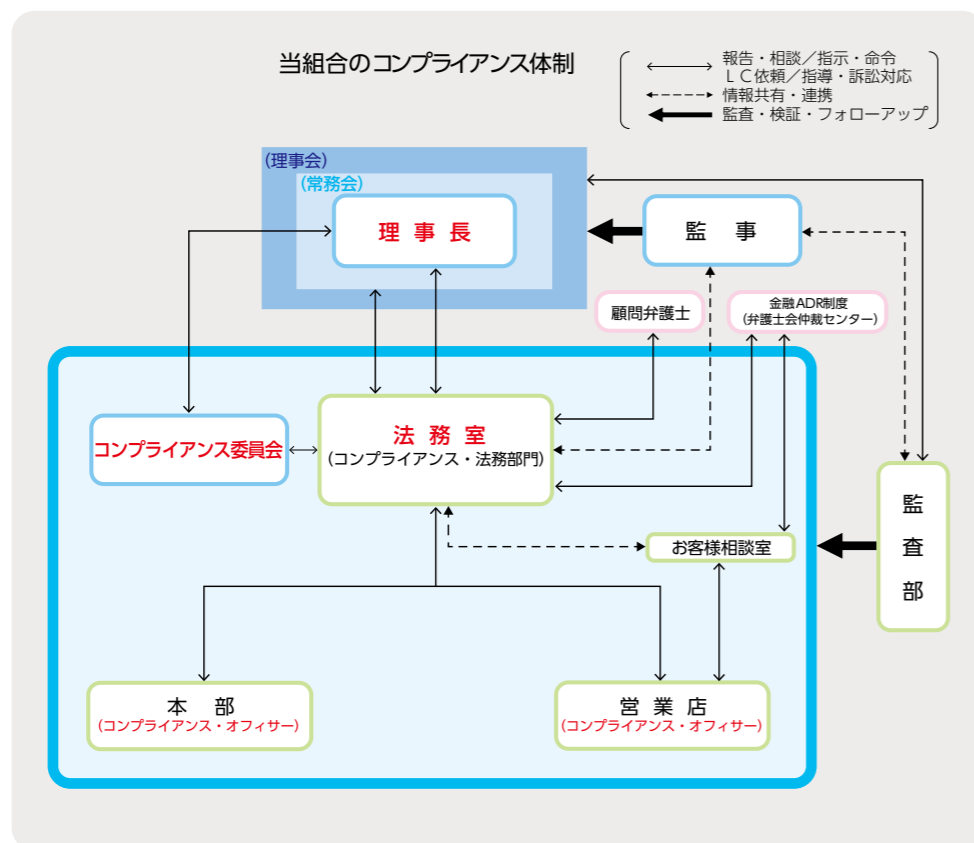 当組合のコンプライアンス体制
報告・相談／指示・命令
ＬＣ依頼／指導・訴訟対応
情報共有・連携
監査・検証・フォローアップ
(理事会)
(常務会)
理事長
監事
顧問弁護士
金融ADR制度
(弁護士会仲裁センター)
コンプライアンス委員会
法務室
(コンプライアンス・法務部門)
お客様相談室
監査部
本部
(コンプライアンス・オフィサー)
営業店
(コンプライアンス・オフィサー)